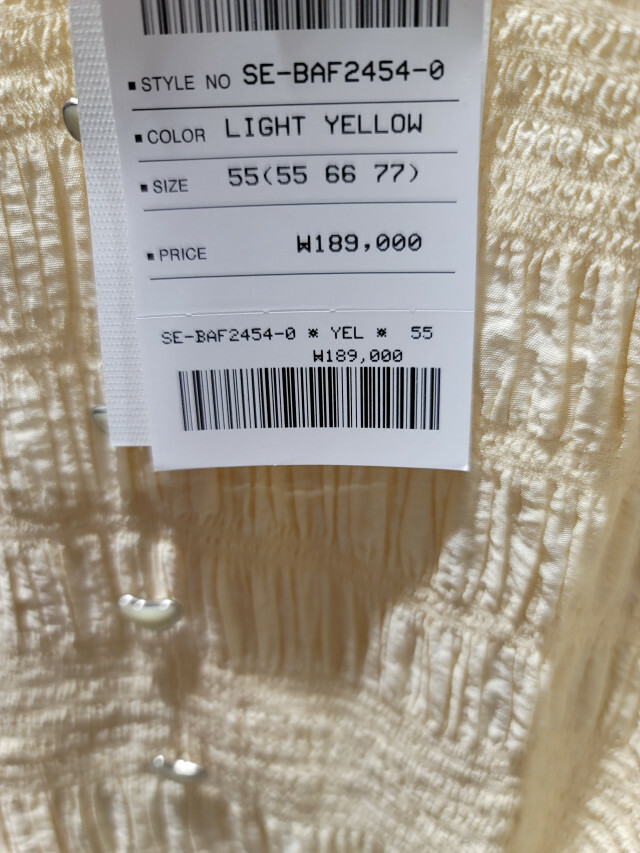 ▪ STYLE NO SE-BAF2454-0
▪ COLOR LIGHT YELLOW
▪ SIZE 55(55 66 77)
▪ PRICE ₩189,000
SE-BAF2454-0 * YEL * 55
₩189,000